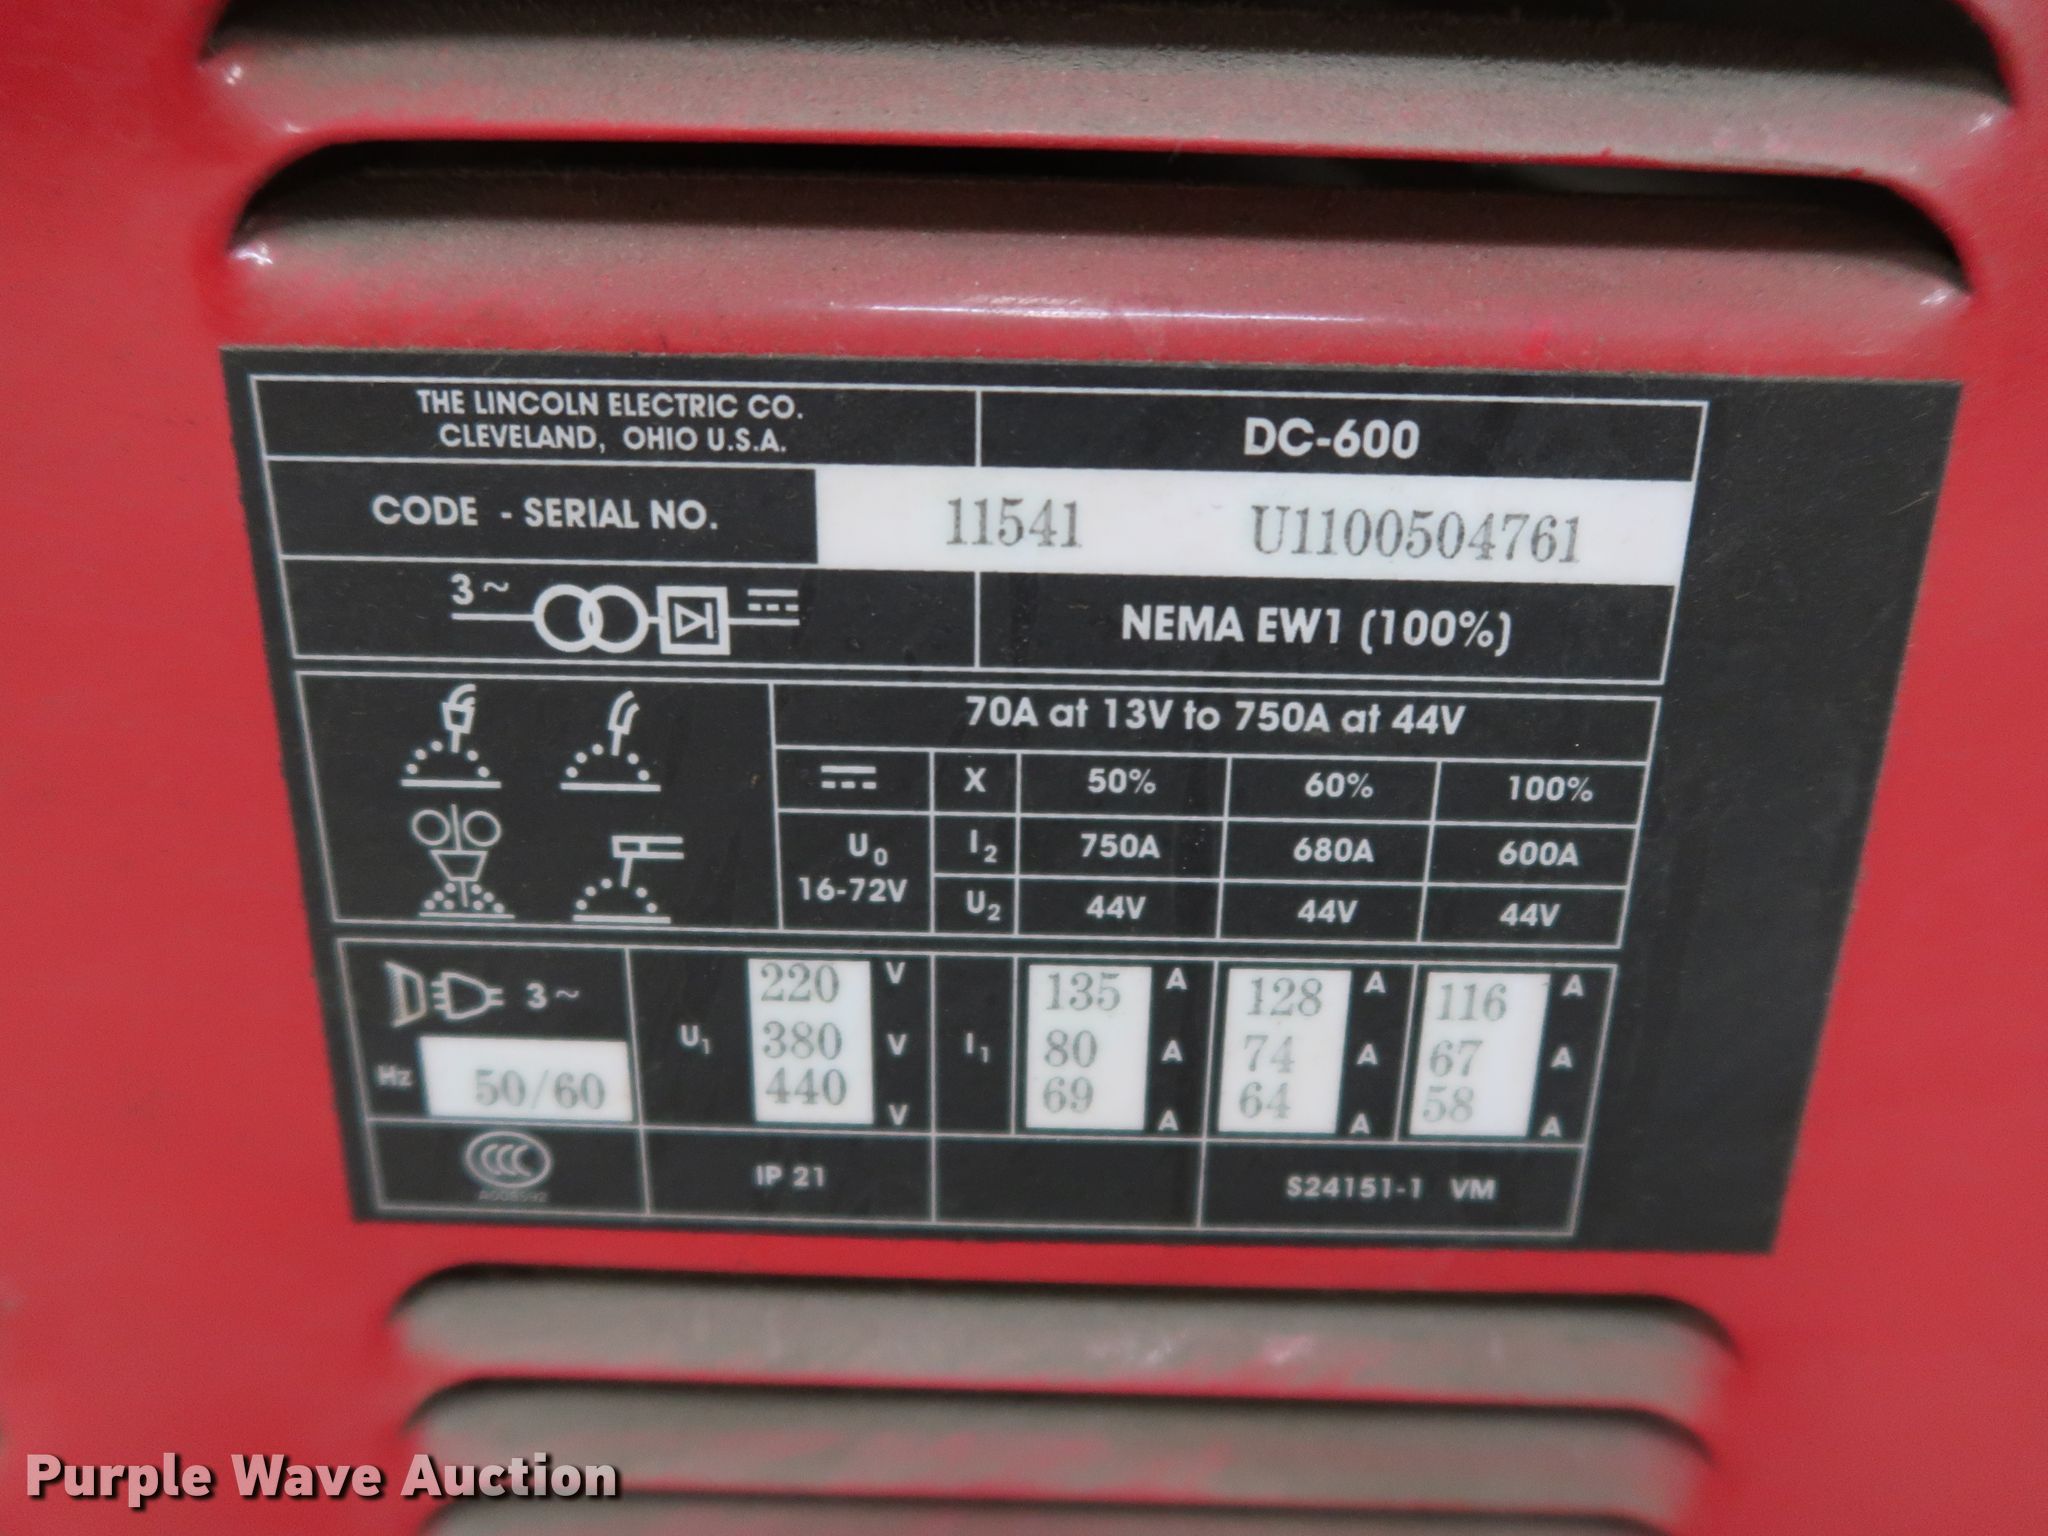 THE LINCOLN ELECTRIC CO.
CLEVELAND, OHIO U.S.A.
DC-600
CODE - SERIAL NO.
11541 U1100504761
3~
NEMA EW1 (100%)
70A at 13V to 750A at 44V
X 50% 60% 100%
U0
16-72V
I2 750A 680A 600A
U2 44V 44V 44V
3~
Hz 50/60
U1
220 V
380 V
440 V
I1
135 A 128 A 116 A
80 A 74 A 67 A
69 A 64 A 58 A
CCC
IP 21
S24151-1 VM
Purple Wave Auction